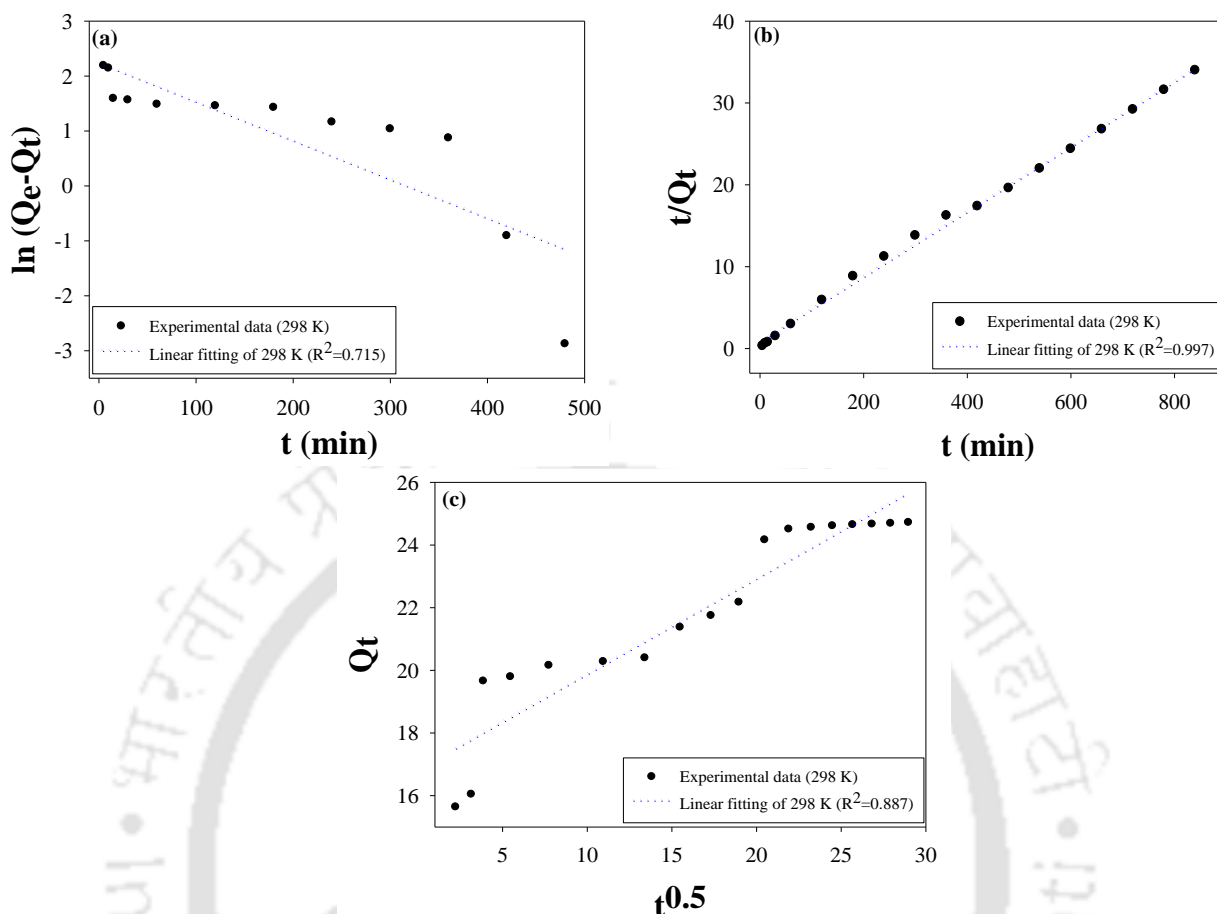 (a)
3
2
1
0
-1
-2
-3
ln (Qe-Qt)
Experimental data (298 K)
Linear fitting of 298 K (R²=0.715)
0 100 200 300 400 500
t (min)
(b)
40
30
20
10
0
t/Qt
Experimental data (298 K)
Linear fitting of 298 K (R²=0.997)
0 200 400 600 800
t (min)
(c)
26
24
22
20
18
16
Qt
Experimental data (298 K)
Linear fitting of 298 K (R²=0.887)
5 10 15 20 25 30
t0.5
भारतीय